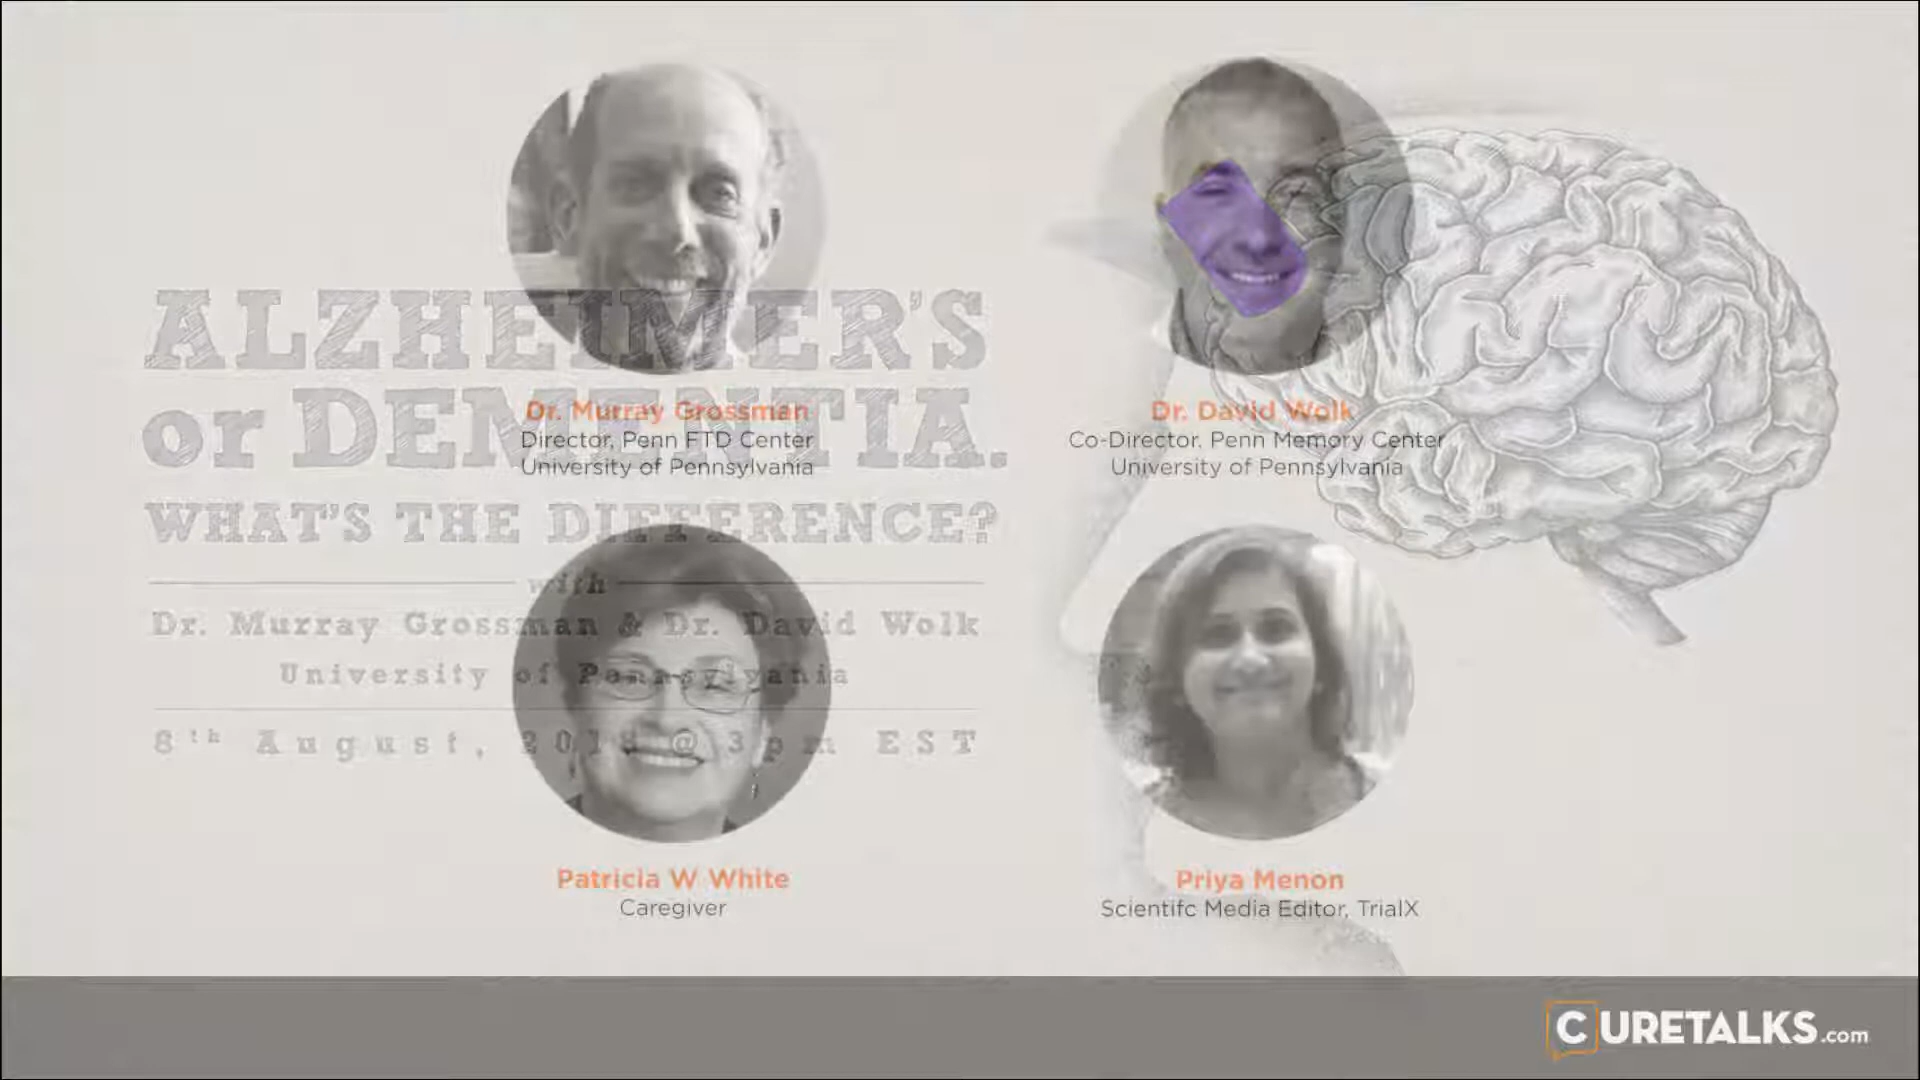 ALZHEIMER'S
or DEMENTIA.
WHAT'S THE DIFFERENCE?
with
Dr. Murray Grossman & Dr. David Wolk
University of Pennsylvania
8th August, 2018 @ 3pm EST
Dr. Murray Grossman
Director, Penn FTD Center
University of Pennsylvania
Dr. David Wolk
Co-Director, Penn Memory Center
University of Pennsylvania
Patricia W White
Caregiver
Priya Menon
Scientifc Media Editor, TrialX
CURETALKS.com